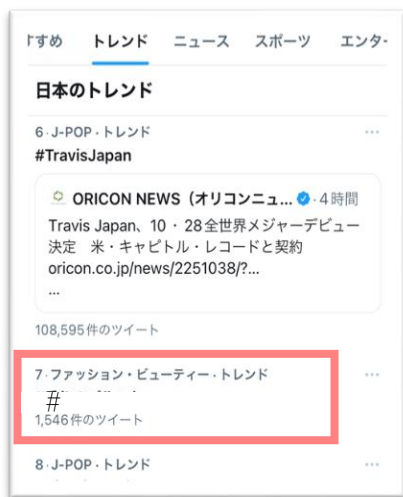 すすめ トレンド ニュース スポーツ エンタ-
日本のトレンド
6 · J-POP · トレンド
#TravisJapan
ORICON NEWS（オリコンニュ... · 4時間
Travis Japan、10・28全世界メジャーデビュー
決定　米・キャピトル・レコードと契約
oricon.co.jp/news/2251038/?...
...
108,595件のツイート
7 · ファッション・ビューティー · トレンド
#
1,546件のツイート
8 · J-POP · トレンド